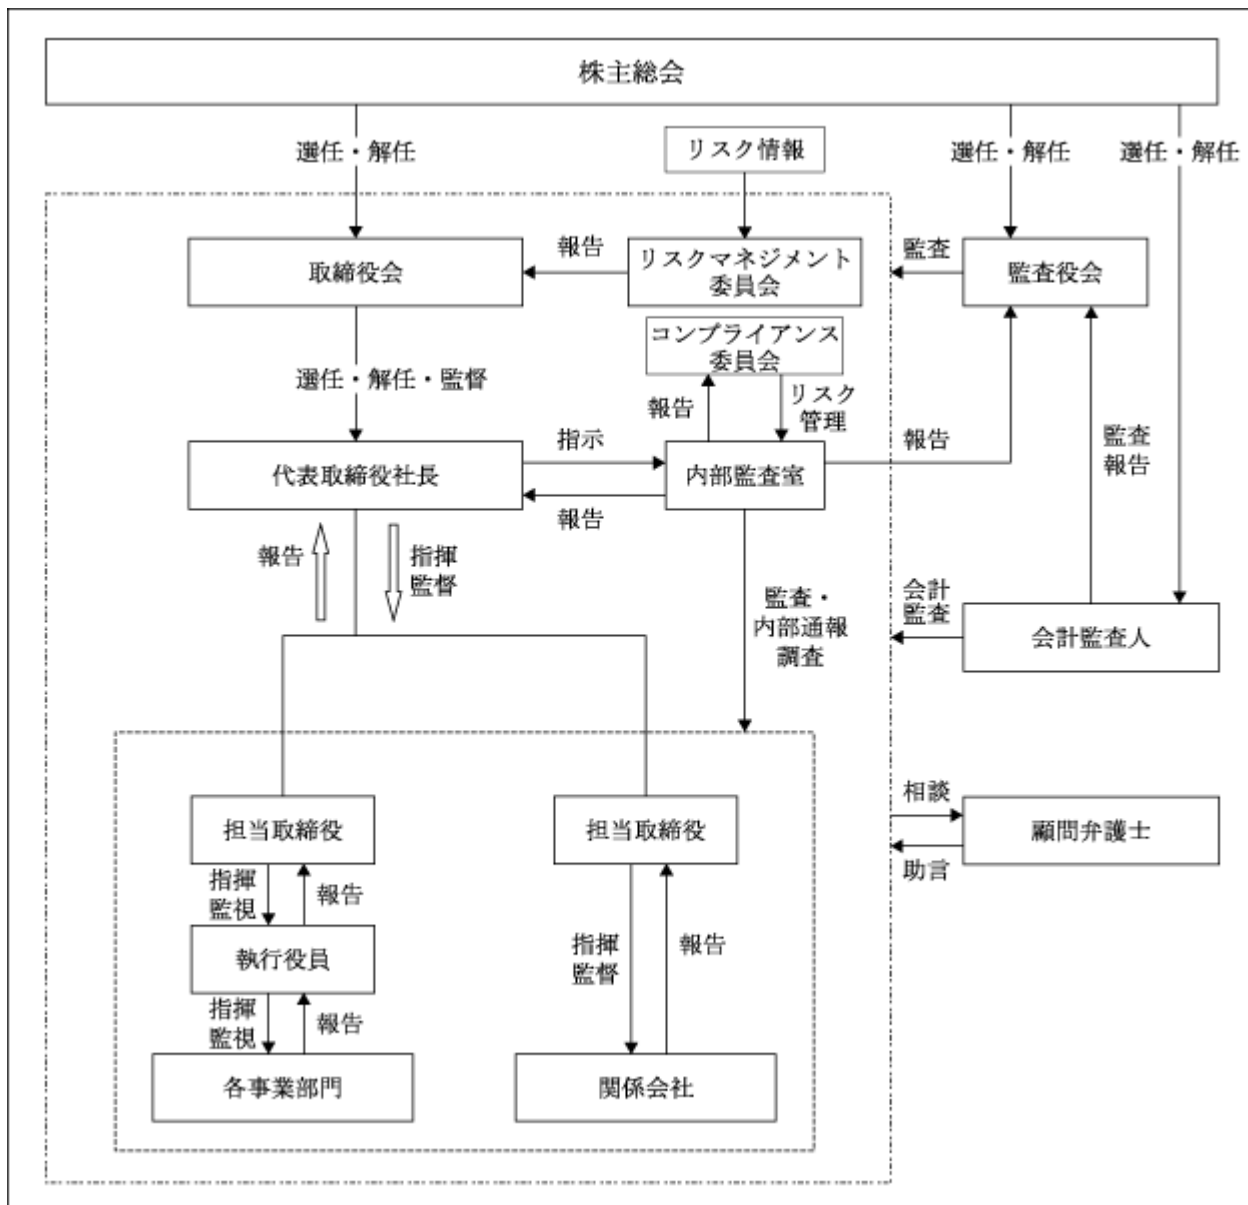 株主総会
選任・解任
リスク情報
選任・解任
選任・解任
取締役会
報告
リスクマネジメント
委員会
監査
監査役会
コンプライアンス
委員会
選任・解任・監督
報告
リスク
管理
代表取締役社長
指示
報告
内部監査室
報告
監査
報告
報告
指揮
監督
監査・
内部通報
調査
会計
監査
会計監査人
担当取締役
担当取締役
相談
助言
顧問弁護士
指揮
監視
報告
執行役員
指揮
監督
報告
指揮
監視
報告
各事業部門
関係会社